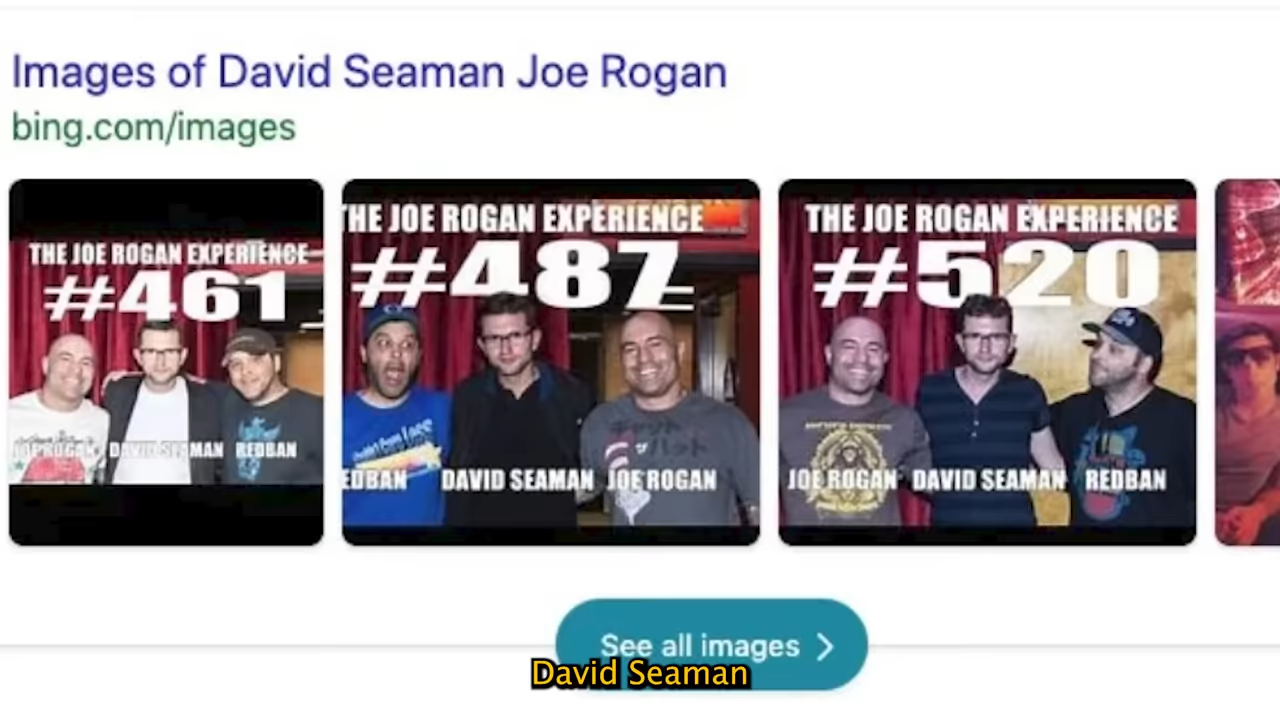 Images of David Seaman Joe Rogan
bing.com/images
THE JOE ROGAN EXPERIENCE
#461
JOE ROGAN DAVID SEAMAN REDBAN
THE JOE ROGAN EXPERIENCE
#487
EDBAN DAVID SEAMAN JOE ROGAN
THE JOE ROGAN EXPERIENCE
#520
JOE ROGAN DAVID SEAMAN REDBAN
See all images
David Seaman